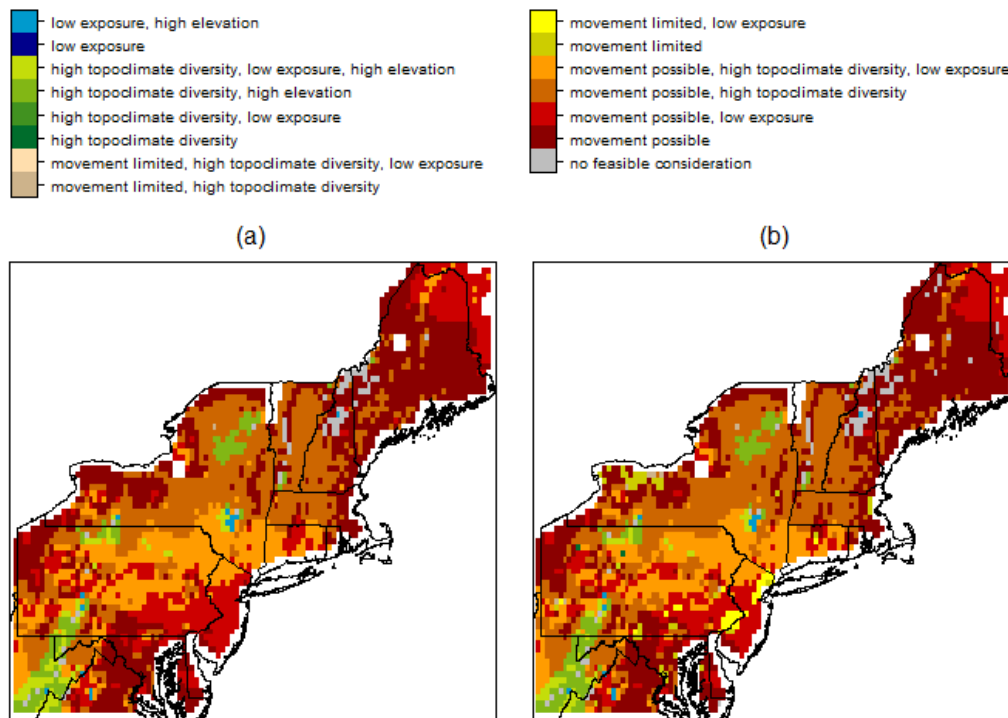 low exposure, high elevation
low exposure
high topoclimate diversity, low exposure, high elevation
high topoclimate diversity, high elevation
high topoclimate diversity, low exposure
high topoclimate diversity
movement limited, high topoclimate diversity, low exposure
movement limited, high topoclimate diversity
movement limited, low exposure
movement limited
movement possible, high topoclimate diversity, low exposure
movement possible, high topoclimate diversity
movement possible, low exposure
movement possible
no feasible consideration
(a)
(b)